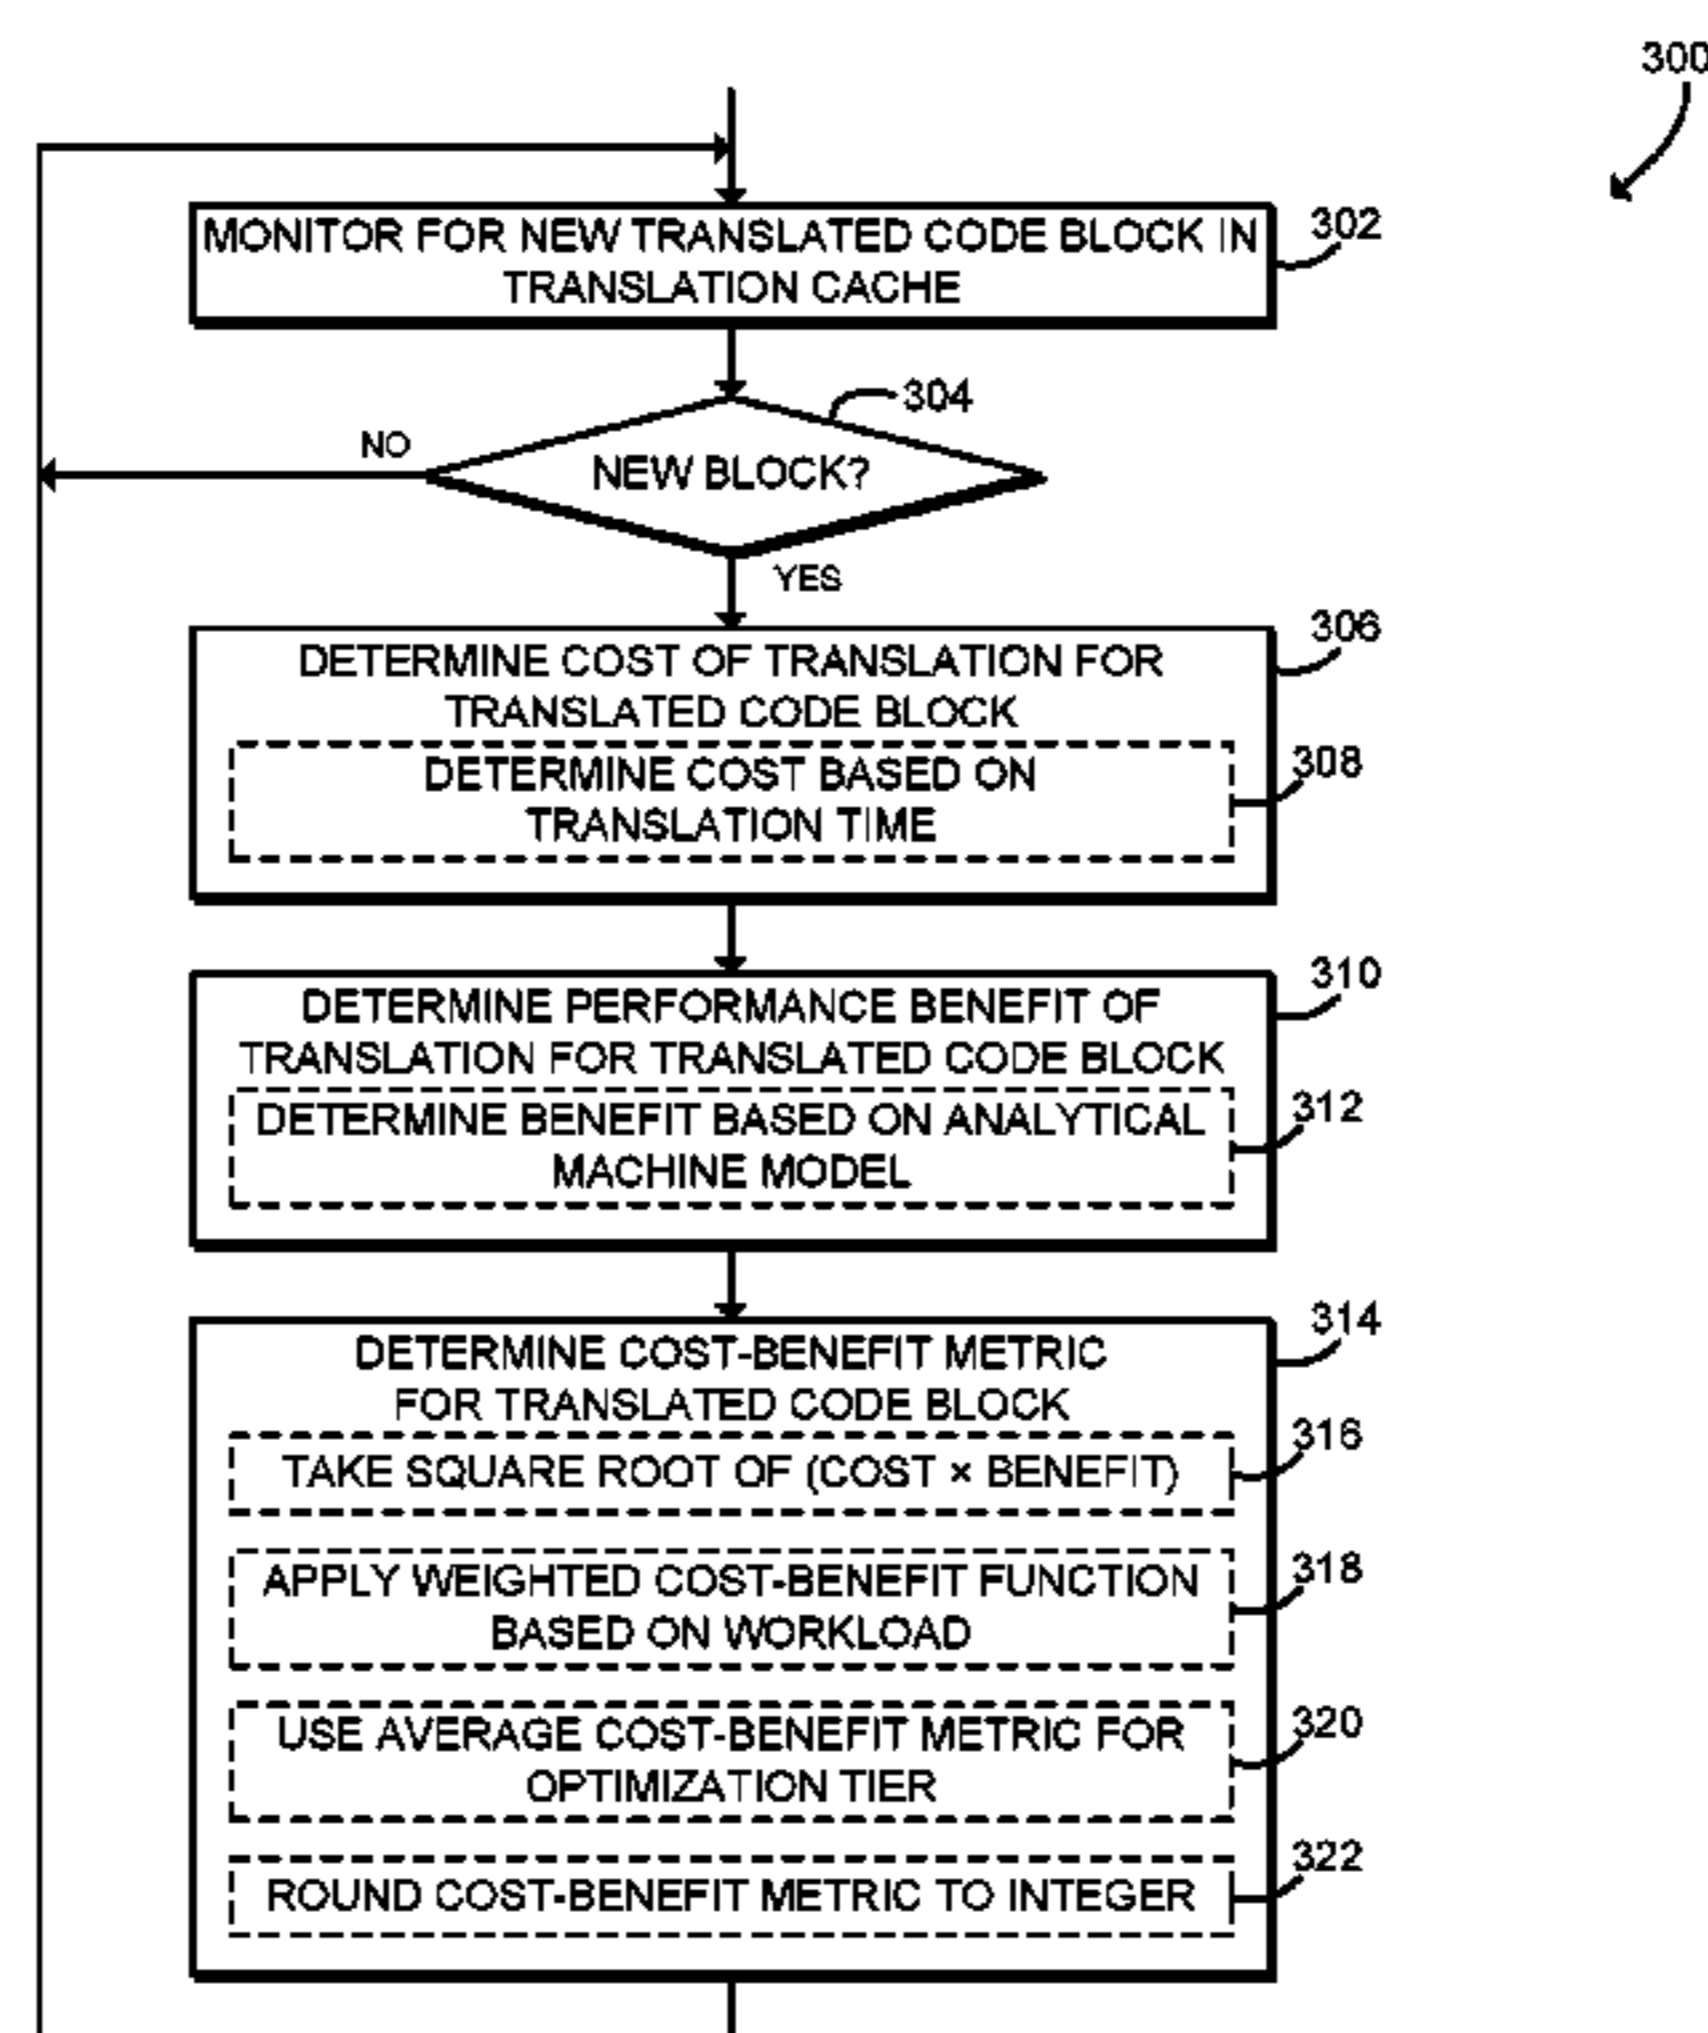 300
MONITOR FOR NEW TRANSLATED CODE BLOCK IN
TRANSLATION CACHE
302
304
NO
NEW BLOCK?
YES
306
DETERMINE COST OF TRANSLATION FOR
TRANSLATED CODE BLOCK
308
DETERMINE COST BASED ON
TRANSLATION TIME
310
DETERMINE PERFORMANCE BENEFIT OF
TRANSLATION FOR TRANSLATED CODE BLOCK
312
DETERMINE BENEFIT BASED ON ANALYTICAL
MACHINE MODEL
314
DETERMINE COST-BENEFIT METRIC
FOR TRANSLATED CODE BLOCK
316
TAKE SQUARE ROOT OF (COST × BENEFIT)
318
APPLY WEIGHTED COST-BENEFIT FUNCTION
BASED ON WORKLOAD
320
USE AVERAGE COST-BENEFIT METRIC FOR
OPTIMIZATION TIER
322
ROUND COST-BENEFIT METRIC TO INTEGER